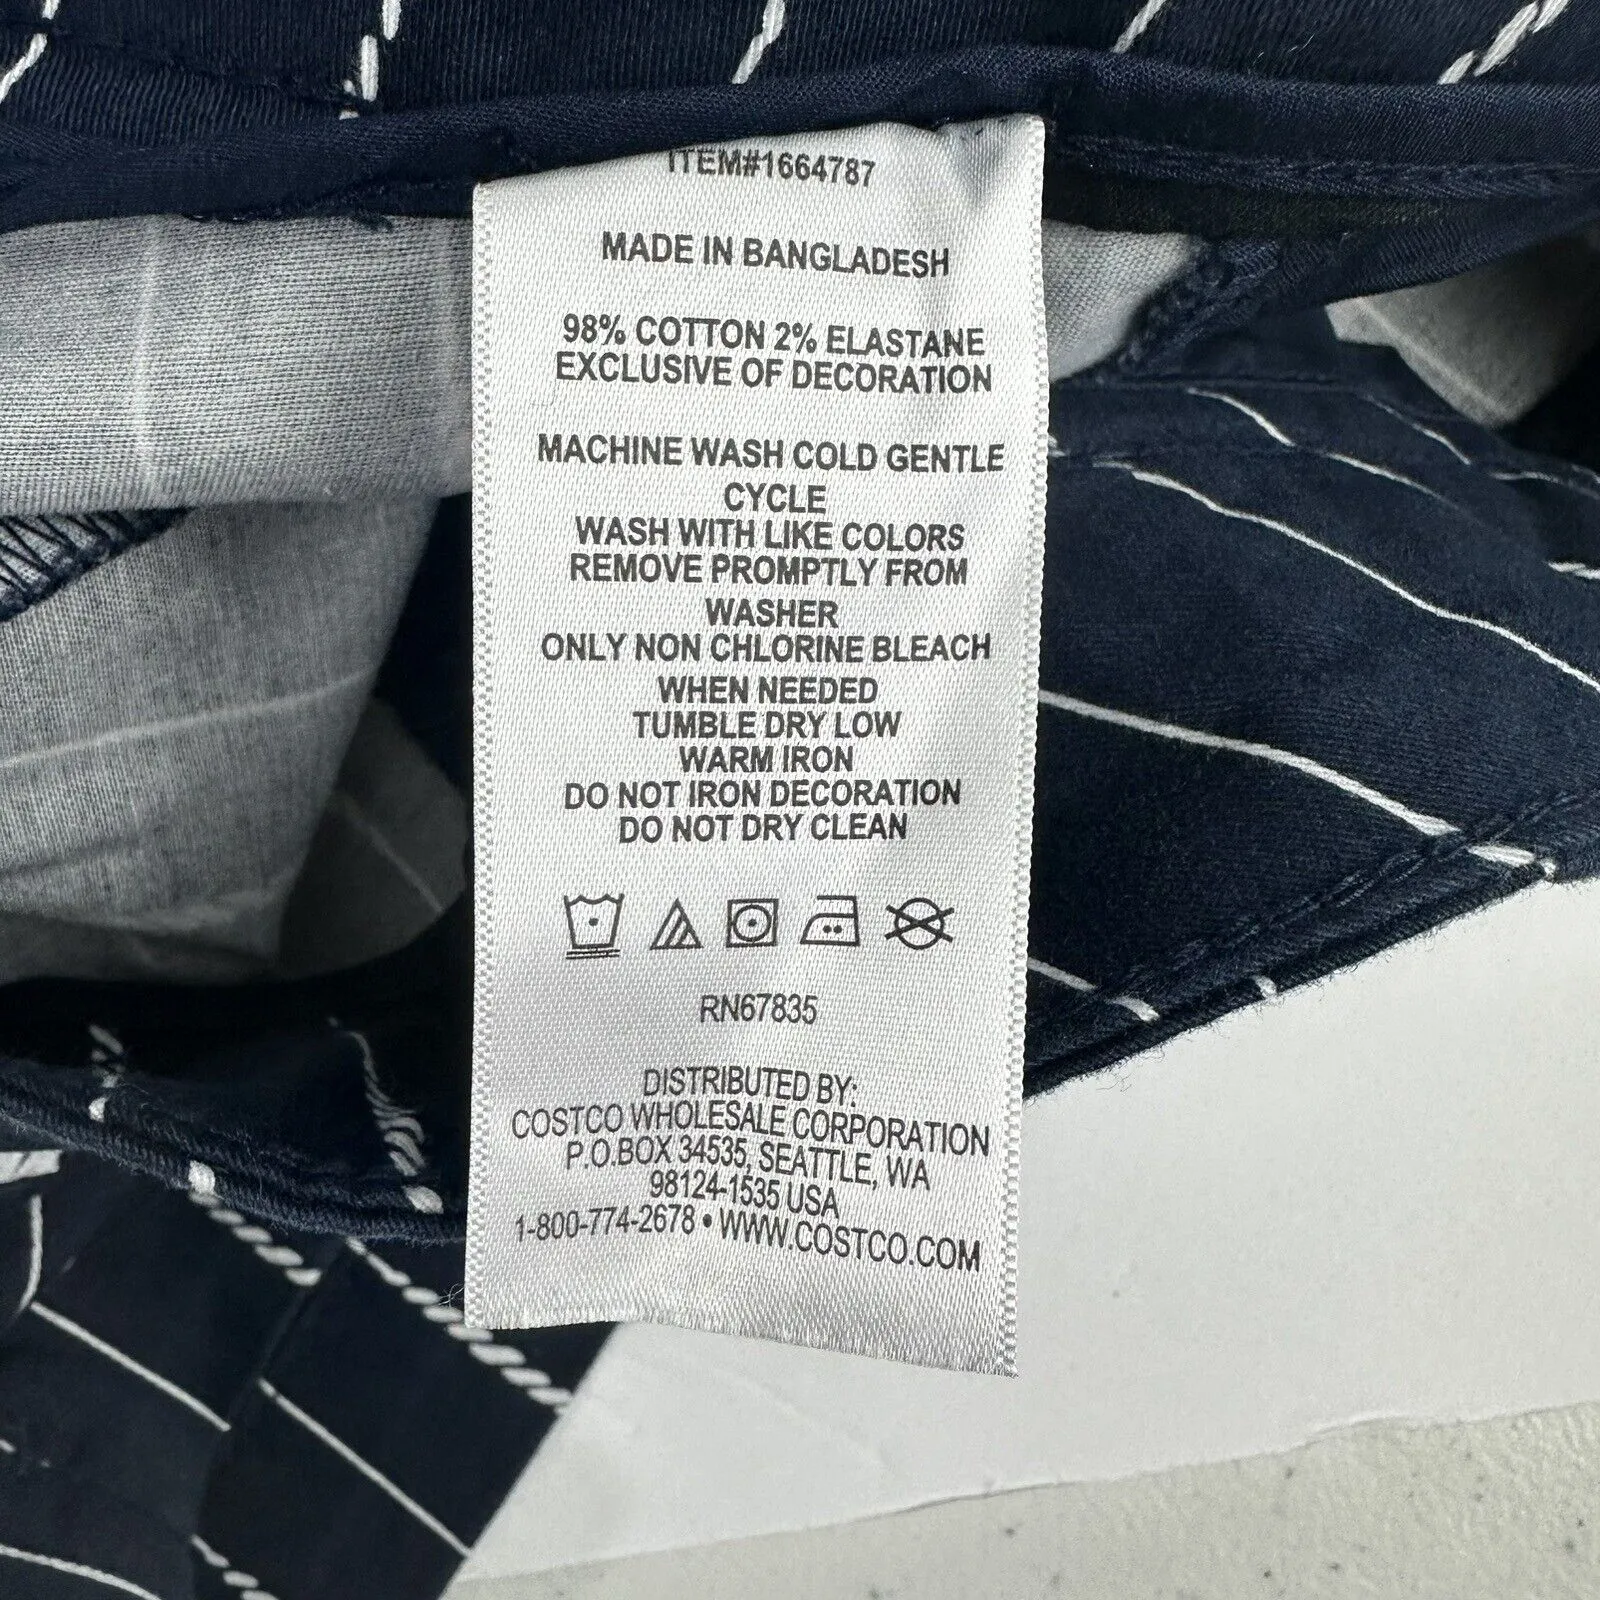 ITEM#1664787
MADE IN BANGLADESH
98% COTTON 2% ELASTANE
EXCLUSIVE OF DECORATION
MACHINE WASH COLD GENTLE
CYCLE
WASH WITH LIKE COLORS
REMOVE PROMPTLY FROM
WASHER
ONLY NON CHLORINE BLEACH
WHEN NEEDED
TUMBLE DRY LOW
WARM IRON
DO NOT IRON DECORATION
DO NOT DRY CLEAN
RN67835
DISTRIBUTED BY:
COSTCO WHOLESALE CORPORATION
P.O.BOX 34535, SEATTLE, WA
98124-1535 USA
1-800-774-2678 • WWW.COSTCO.COM